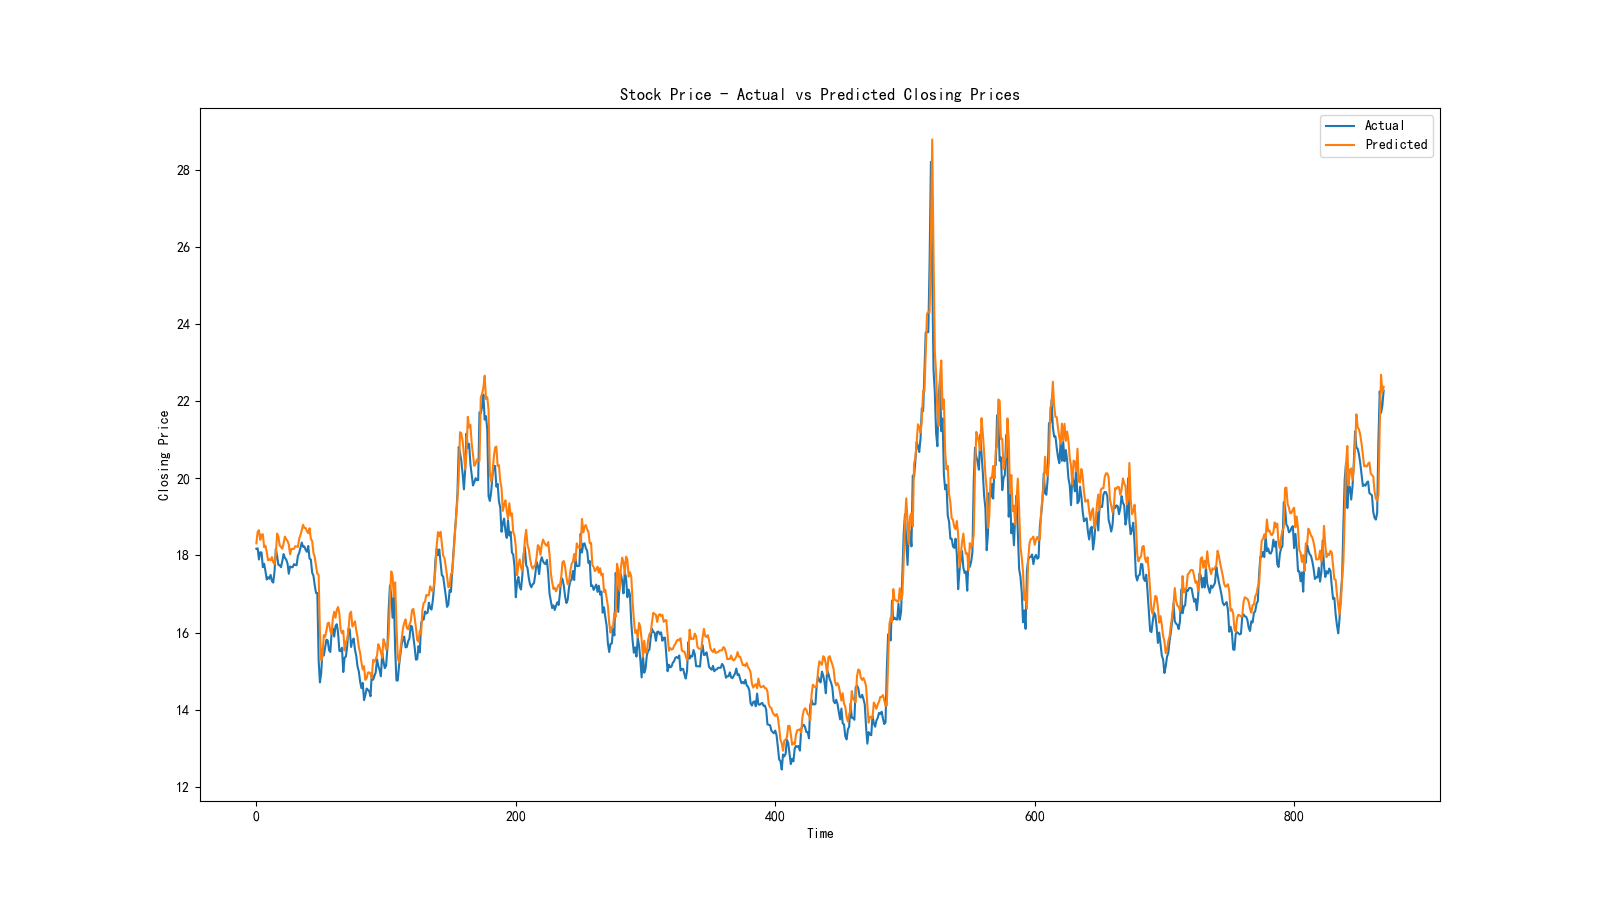 Stock Price - Actual vs Predicted Closing Prices
Actual
Predicted
Closing Price
28
26
24
22
20
18
16
14
12
0 200 400 600 800
Time